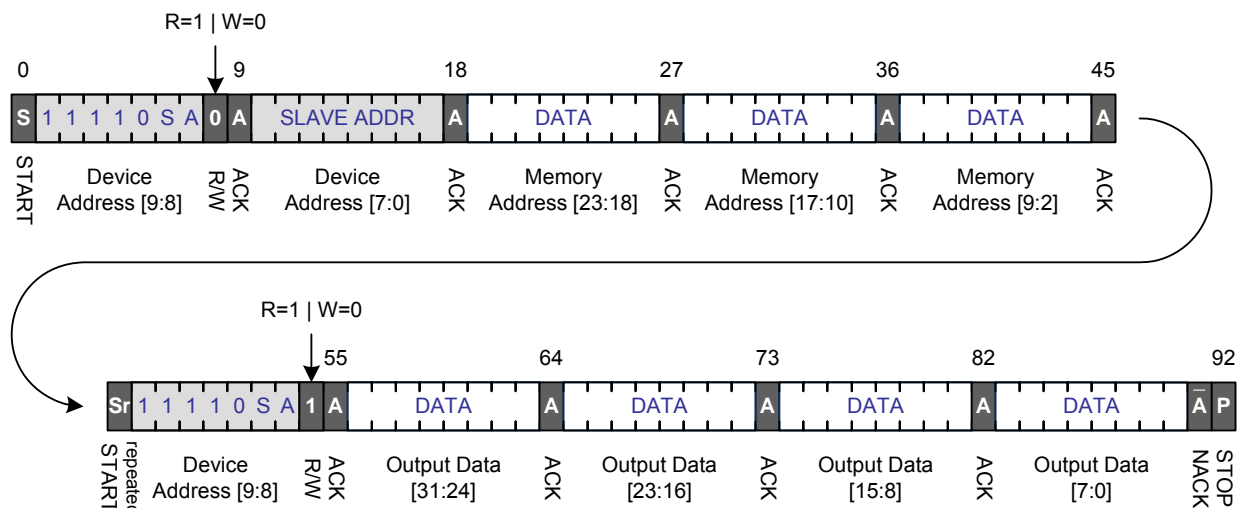 R=1 | W=0
0 9 18 27 36 45
S 1 1 1 1 0 S A 0 A SLAVE ADDR A DATA A DATA A DATA A
START
Device
Address [9:8]
R/W
ACK
Device
Address [7:0]
ACK
Memory
Address [23:18]
ACK
Memory
Address [17:10]
ACK
Memory
Address [9:2]
ACK
R=1 | W=0
55 64 73 82 92
Sr 1 1 1 1 0 S A 1 A DATA A DATA A DATA A DATA A̅ P
repeated
START
Device
Address [9:8]
R/W
ACK
Output Data
[31:24]
ACK
Output Data
[23:16]
ACK
Output Data
[15:8]
ACK
Output Data
[7:0]
NACK
STOP